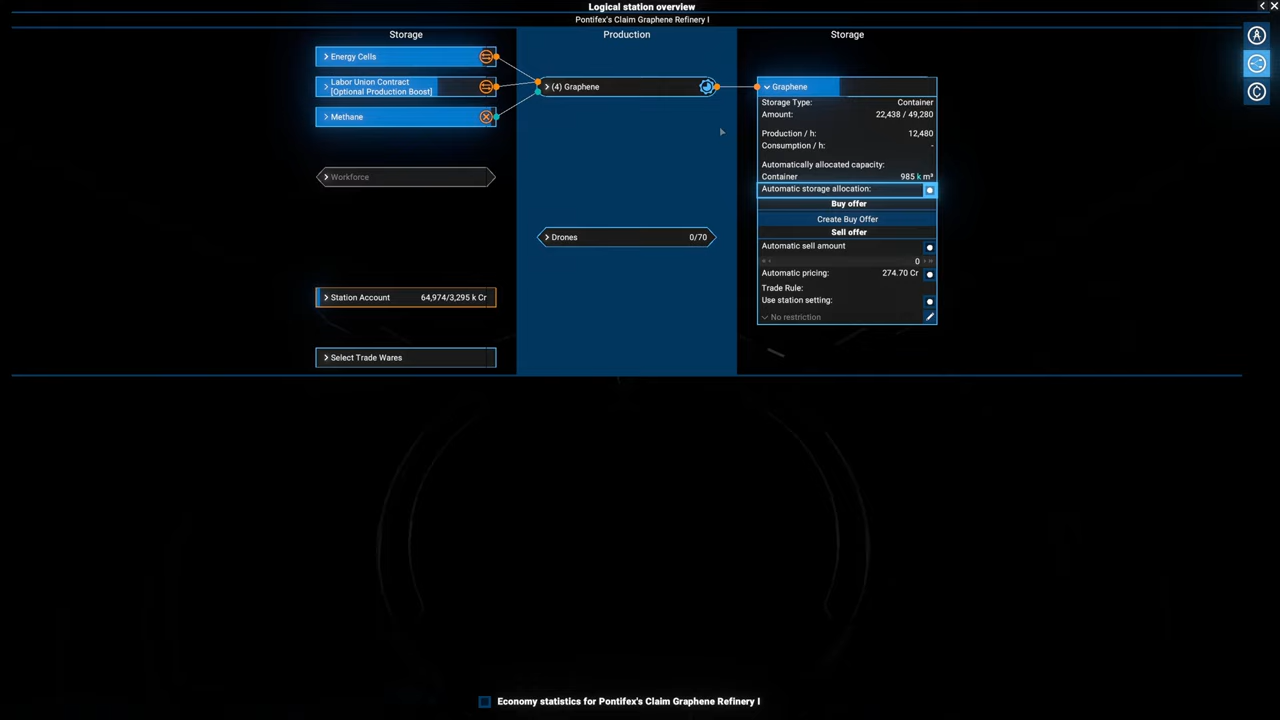 Logical station overview
Pontifex's Claim Graphene Refinery I
Storage
Production
Storage
Energy Cells
Labor Union Contract
[Optional Production Boost]
Methane
Workforce
Station Account 64,974/3,295 k Cr
Select Trade Wares
(4) Graphene
Drones 0/70
Graphene
Storage Type: Container
Amount: 22,438 / 49,280
Production / h: 12,480
Consumption / h: -
Automatically allocated capacity:
Container 985 k m³
Automatic storage allocation:
Buy offer
Create Buy Offer
Sell offer
Automatic sell amount
0
Automatic pricing: 274.70 Cr
Trade Rule:
Use station setting:
No restriction
Economy statistics for Pontifex's Claim Graphene Refinery I